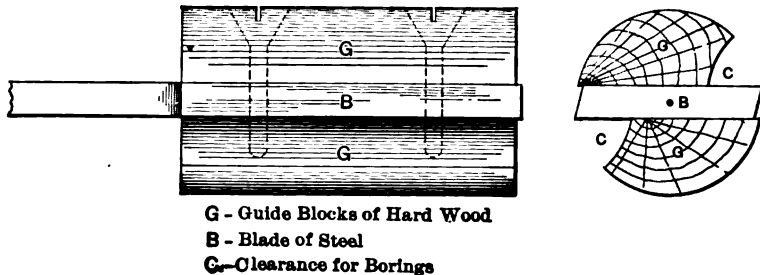 G
B
G
G
C
B
C
G
G - Guide Blocks of Hard Wood
B - Blade of Steel
G - Clearance for Borings